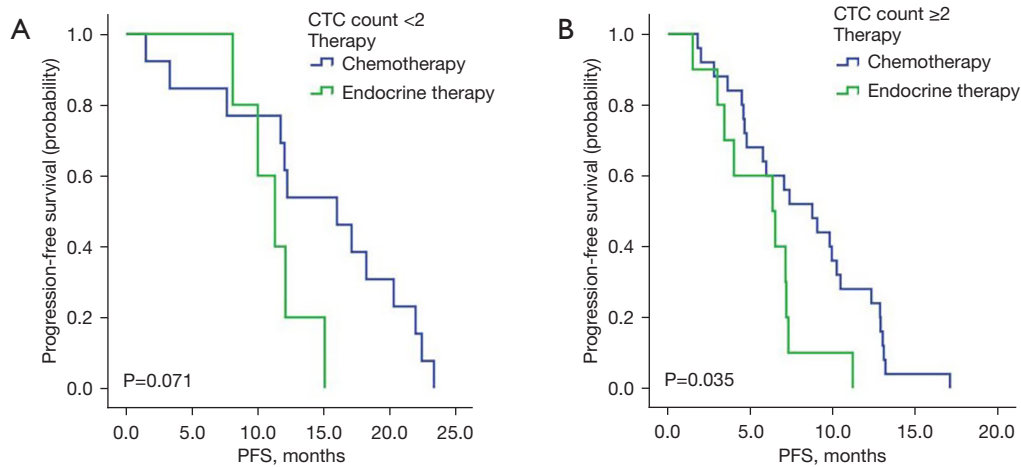 A
CTC count <2
Therapy
Chemotherapy
Endocrine therapy
Progression-free survival (probability)
1.0
0.8
0.6
0.4
0.2
0.0
P=0.071
0.0 5.0 10.0 15.0 20.0 25.0
PFS, months
B
CTC count ≥2
Therapy
Chemotherapy
Endocrine therapy
Progression-free survival (probability)
1.0
0.8
0.6
0.4
0.2
0.0
P=0.035
0.0 5.0 10.0 15.0 20.0
PFS, months